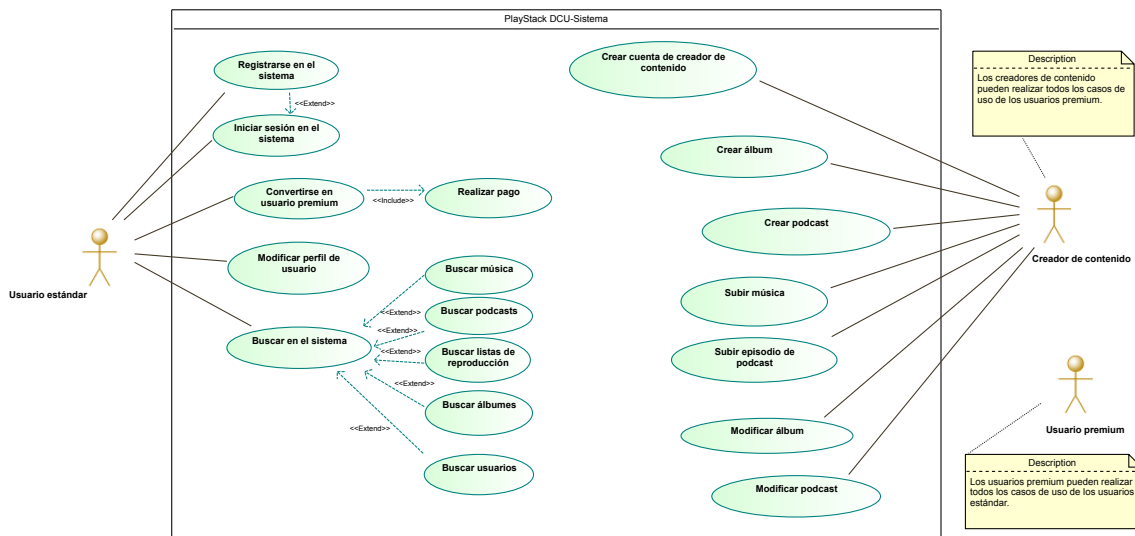 PlayStack DCU-Sistema
Registrarse en el
sistema
<<Extend>>
Iniciar sesión en el
sistema
Convertirse en
usuario premium
<<Include>>
Realizar pago
Modificar perfil de
usuario
Buscar en el sistema
Buscar música
<<Extend>>
Buscar podcasts
<<Extend>>
Buscar listas de
reproducción
<<Extend>>
Buscar álbumes
<<Extend>>
Buscar usuarios
<<Extend>>
Usuario estándar
Crear cuenta de creador de
contenido
Crear álbum
Crear podcast
Subir música
Subir episodio de
podcast
Modificar álbum
Modificar podcast
Description
Los creadores de contenido
pueden realizar todos los casos de
uso de los usuarios premium.
Creador de contenido
Usuario premium
Description
Los usuarios premium pueden realizar
todos los casos de uso de los usuarios
estándar.